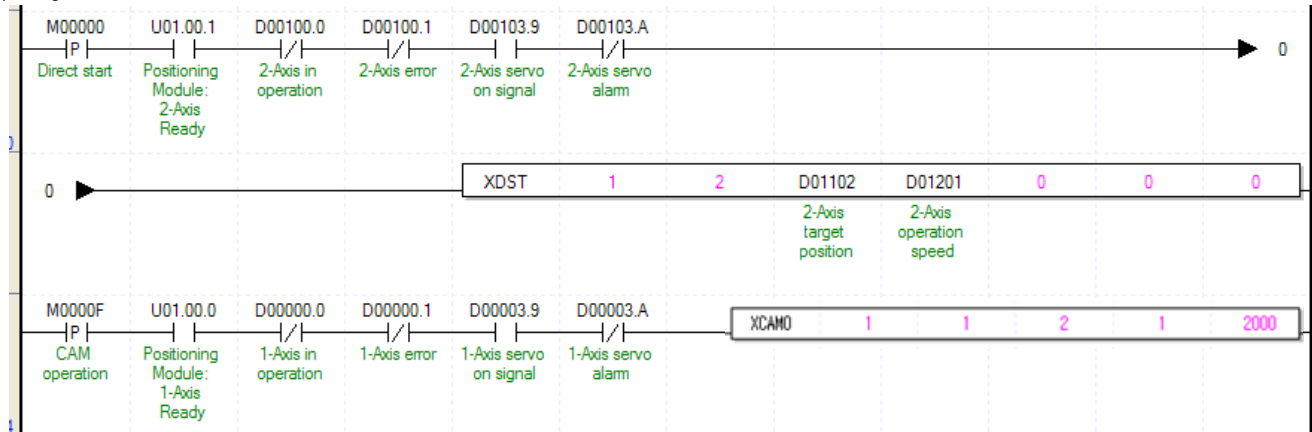 M00000 U01.00.1 D00100.0 D00100.1 D00103.9 D00103.A
P 0
Direct start Positioning 2-Axis in 2-Axis error 2-Axis servo 2-Axis servo
Module: operation on signal alarm
2-Axis
Ready
0 XDST 1 2 D01102 D01201 0 0 0
2-Axis 2-Axis
target operation
position speed
M0000F U01.00.0 D00000.0 D00000.1 D00003.9 D00003.A
P XCAMO 1 1 2 1 2000
CAM Positioning 1-Axis in 1-Axis error 1-Axis servo 1-Axis servo
operation Module: operation on signal alarm
1-Axis
Ready